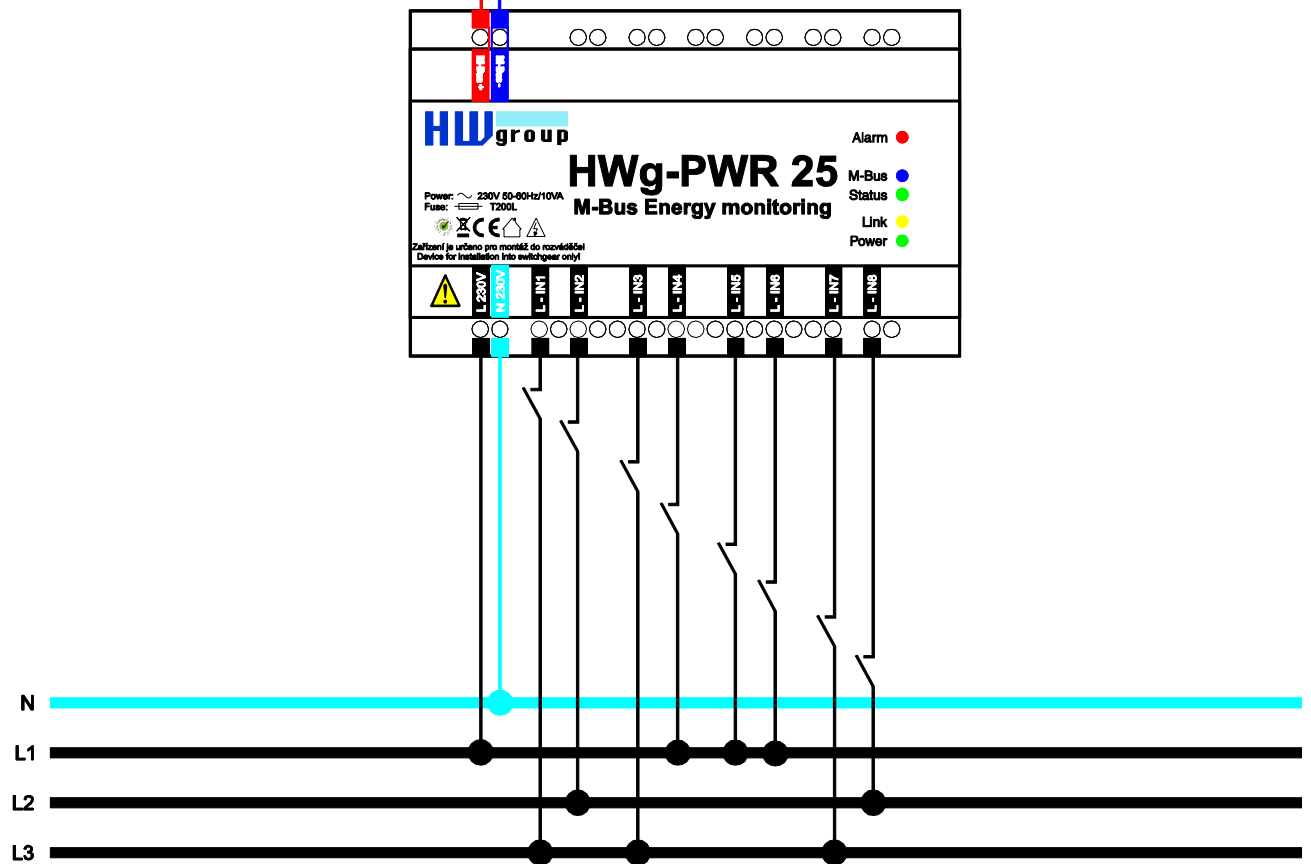 HWgroup
HWg-PWR 25
M-Bus Energy monitoring
Power: 230V 50-60Hz/10VA
Fuse: T200L
CE
Zařízení je určeno pro montáž do rozváděče!
Device for installation into switchgear only!
Alarm
M-Bus
Status
Link
Power
L 230V
N 230V
L - IN1
L - IN2
L - IN3
L - IN4
L - IN5
L - IN6
L - IN7
L - IN8
N
L1
L2
L3